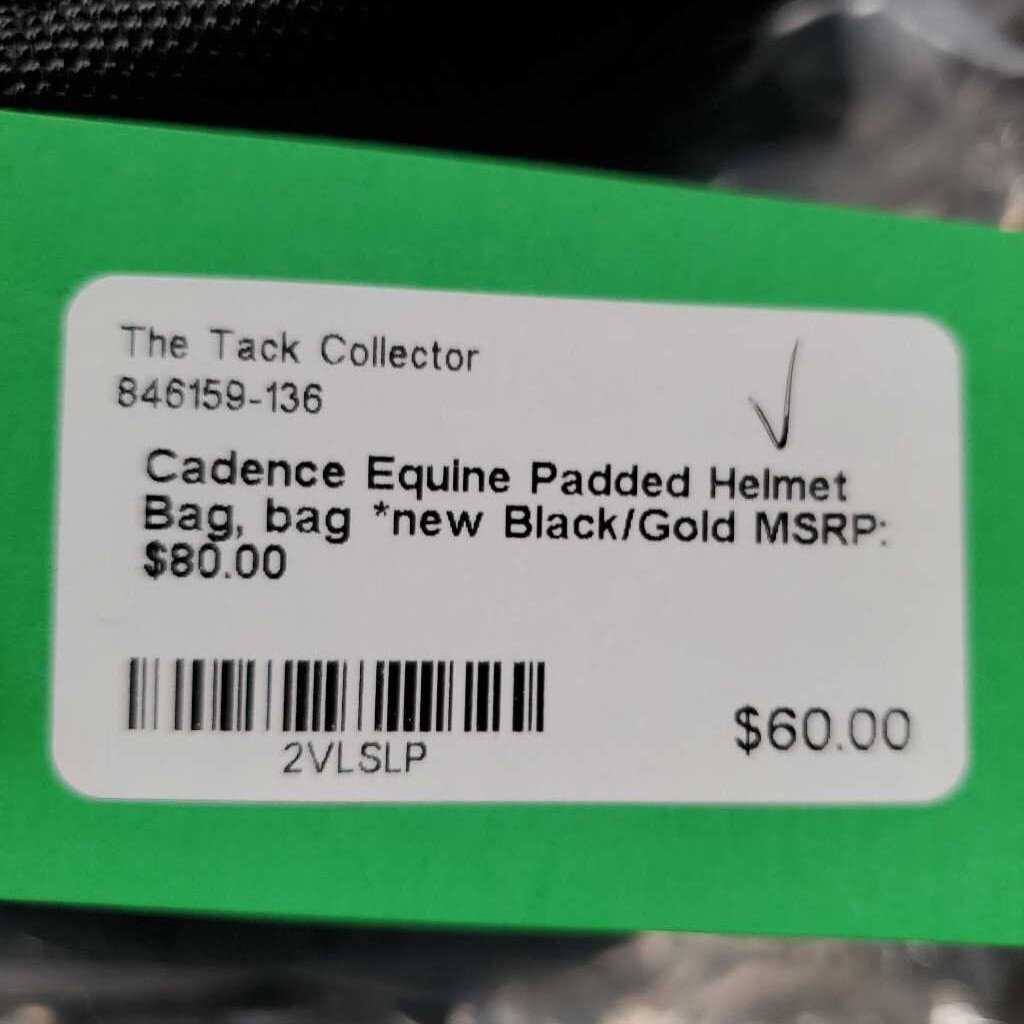 The Tack Collector
846159-136
Cadence Equine Padded Helmet
Bag, bag *new Black/Gold MSRP:
$80.00
2VLSLP
$60.00